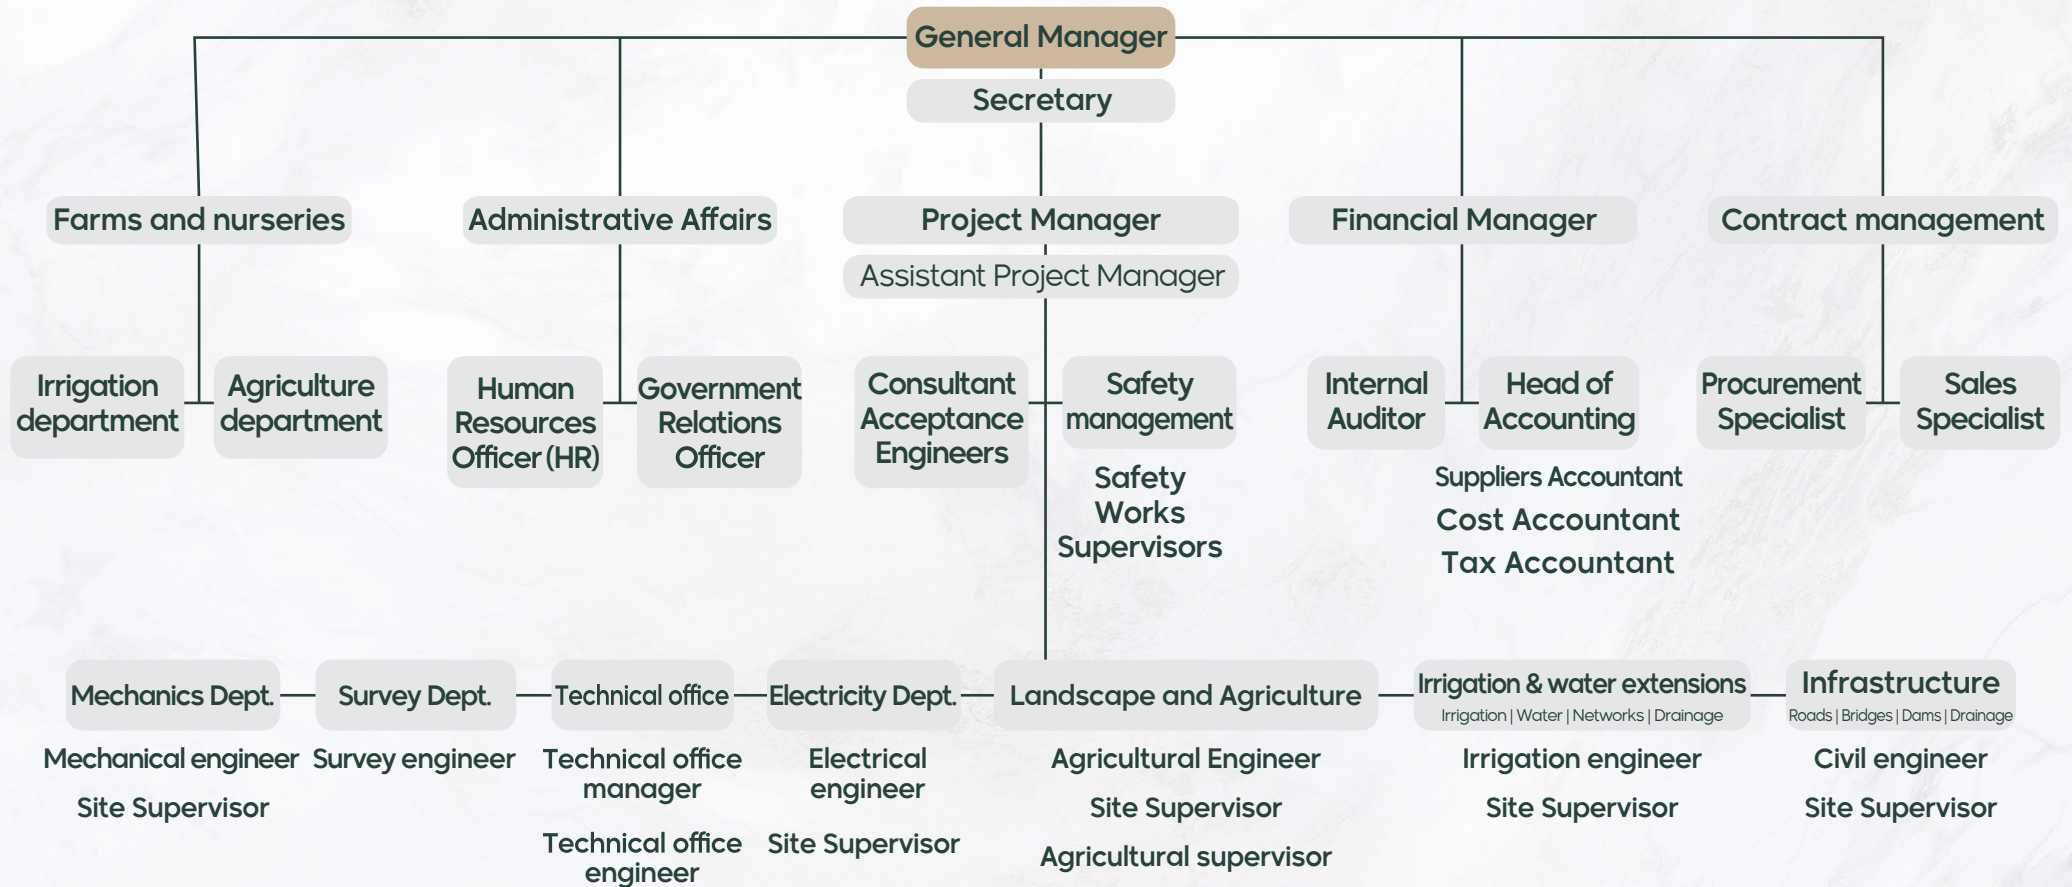 General Manager
Secretary
Farms and nurseries
Administrative Affairs
Project Manager
Financial Manager
Contract management
Assistant Project Manager
Irrigation
department
Agriculture
department
Human
Resources
Officer (HR)
Government
Relations
Officer
Consultant
Acceptance
Engineers
Safety
management
Safety
Works
Supervisors
Internal
Auditor
Head of
Accounting
Suppliers Accountant
Cost Accountant
Tax Accountant
Procurement
Specialist
Sales
Specialist
Mechanics Dept.
Mechanical engineer
Site Supervisor
Survey Dept.
Survey engineer
Technical office
Technical office
manager
Technical office
engineer
Electricity Dept.
Electrical
engineer
Site Supervisor
Landscape and Agriculture
Agricultural Engineer
Site Supervisor
Agricultural supervisor
Irrigation & water extensions
Irrigation | Water | Networks | Drainage
Irrigation engineer
Site Supervisor
Infrastructure
Roads | Bridges | Dams | Drainage
Civil engineer
Site Supervisor